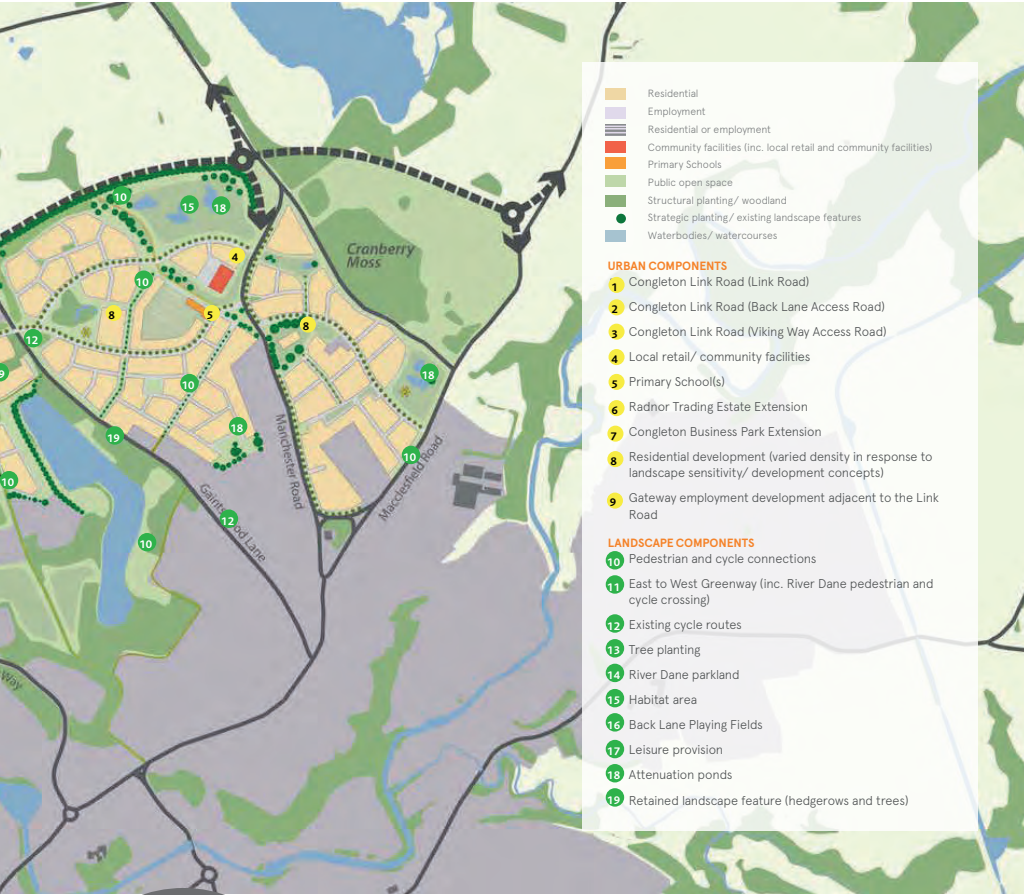 10
15
18
Cranberry
Moss
4
10
8
5
8
12
9
10
18
19
18
10
Manchester Road
Macclesfield Road
10
12
Lane
10
Way
Residential
Employment
Residential or employment
Community facilities (inc. local retail and community facilities)
Primary Schools
Public open space
Structural planting/ woodland
Strategic planting/ existing landscape features
Waterbodies/ watercourses
URBAN COMPONENTS
1 Congleton Link Road (Link Road)
2 Congleton Link Road (Back Lane Access Road)
3 Congleton Link Road (Viking Way Access Road)
4 Local retail/ community facilities
5 Primary School(s)
6 Radnor Trading Estate Extension
7 Congleton Business Park Extension
8 Residential development (varied density in response to
landscape sensitivity/ development concepts)
9 Gateway employment development adjacent to the Link
Road
LANDSCAPE COMPONENTS
10 Pedestrian and cycle connections
11 East to West Greenway (inc. River Dane pedestrian and
cycle crossing)
12 Existing cycle routes
13 Tree planting
14 River Dane parkland
15 Habitat area
16 Back Lane Playing Fields
17 Leisure provision
18 Attenuation ponds
19 Retained landscape feature (hedgerows and trees)